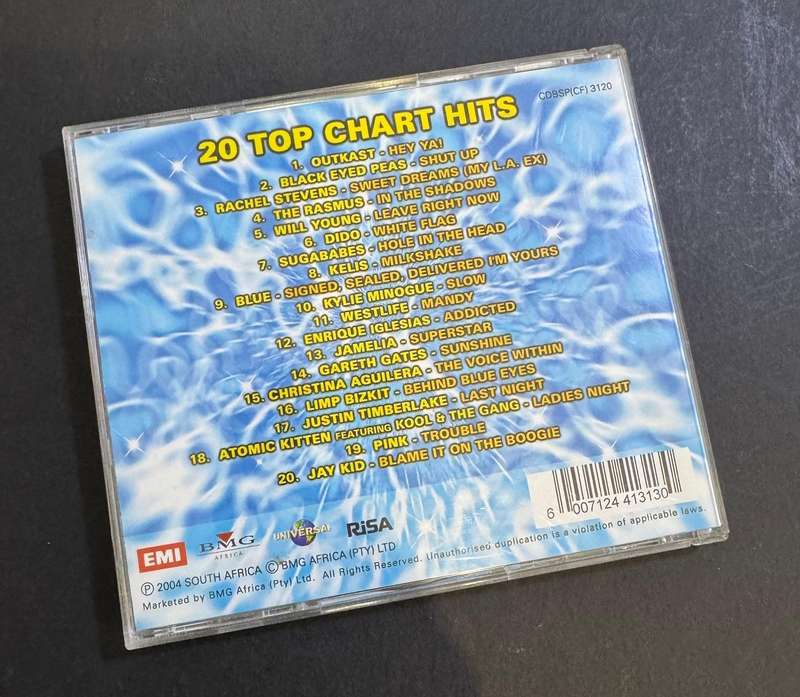 CDBSP(CF) 3120
20 TOP CHART HITS
1. OUTKAST - HEY YA!
2. BLACK EYED PEAS - SHUT UP
3. RACHEL STEVENS - SWEET DREAMS (MY L.A. EX)
4. THE RASMUS - IN THE SHADOWS
5. WILL YOUNG - LEAVE RIGHT NOW
6. DIDO - WHITE FLAG
7. SUGABABES - HOLE IN THE HEAD
8. KELIS - MILKSHAKE
9. BLUE - SIGNED, SEALED, DELIVERED I'M YOURS
10. KYLIE MINOGUE - SLOW
11. WESTLIFE - MANDY
12. ENRIQUE IGLESIAS - ADDICTED
13. JAMELIA - SUPERSTAR
14. GARETH GATES - SUNSHINE
15. CHRISTINA AGUILERA - THE VOICE WITHIN
16. LIMP BIZKIT - BEHIND BLUE EYES
17. JUSTIN TIMBERLAKE - LAST NIGHT
18. ATOMIC KITTEN FEATURING KOOL & THE GANG - LADIES NIGHT
19. PINK - TROUBLE
20. JAY KID - BLAME IT ON THE BOOGIE
6 007124 413130
EMI
BMG
AFRICA
UNIVERSAL
RiSA
℗ 2004 SOUTH AFRICA © BMG AFRICA (PTY) LTD
Marketed by BMG Africa (Pty) Ltd. All Rights Reserved. (Unauthorised duplication is a violation of applicable laws.